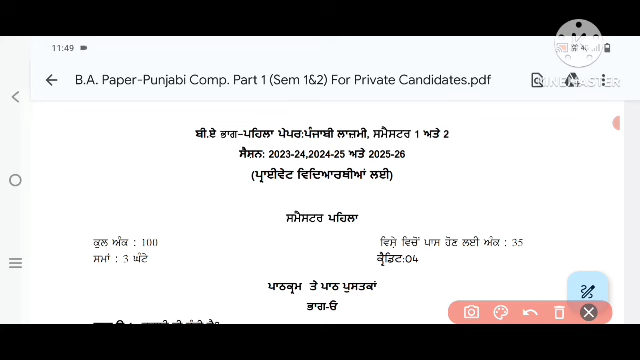 11:49
4G
KINEMASTER
B.A. Paper-Punjabi Comp. Part 1 (Sem 1&2) For Private Candidates.pdf
ਬੀ.ਏ ਭਾਗ-ਪਹਿਲਾ ਪੇਪਰ:ਪੰਜਾਬੀ ਲਾਜ਼ਮੀ, ਸਮੈਸਟਰ 1 ਅਤੇ 2
ਸੈਸ਼ਨ: 2023-24,2024-25 ਅਤੇ 2025-26
(ਪ੍ਰਾਈਵੇਟ ਵਿਦਿਆਰਥੀਆਂ ਲਈ)
ਸਮੈਸਟਰ ਪਹਿਲਾ
ਕੁਲ ਅੰਕ : 100 ਵਿਸ਼ੇ ਵਿਚੋਂ ਪਾਸ ਹੋਣ ਲਈ ਅੰਕ : 35
ਸਮਾਂ : 3 ਘੰਟੇ ਕ੍ਰੈਡਿਟ:04
ਪਾਠਕ੍ਰਮ ਤੇ ਪਾਠ ਪੁਸਤਕਾਂ
ਭਾਗ-ਓ